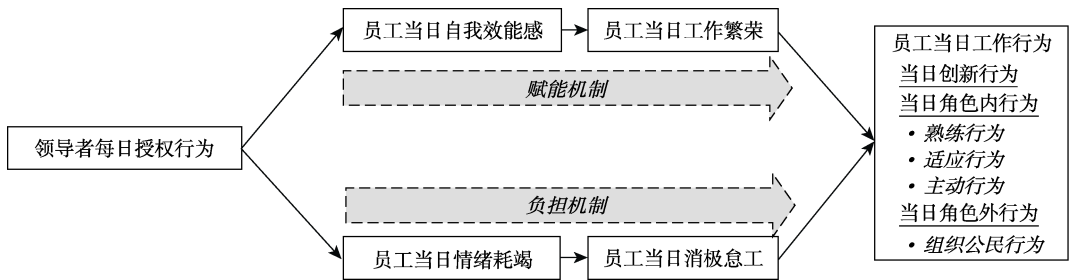 员工当日自我效能感
员工当日工作繁荣
赋能机制
领导者每日授权行为
负担机制
员工当日情绪耗竭
员工当日消极怠工
员工当日工作行为
当日创新行为
当日角色内行为
·熟练行为
·适应行为
·主动行为
当日角色外行为
·组织公民行为